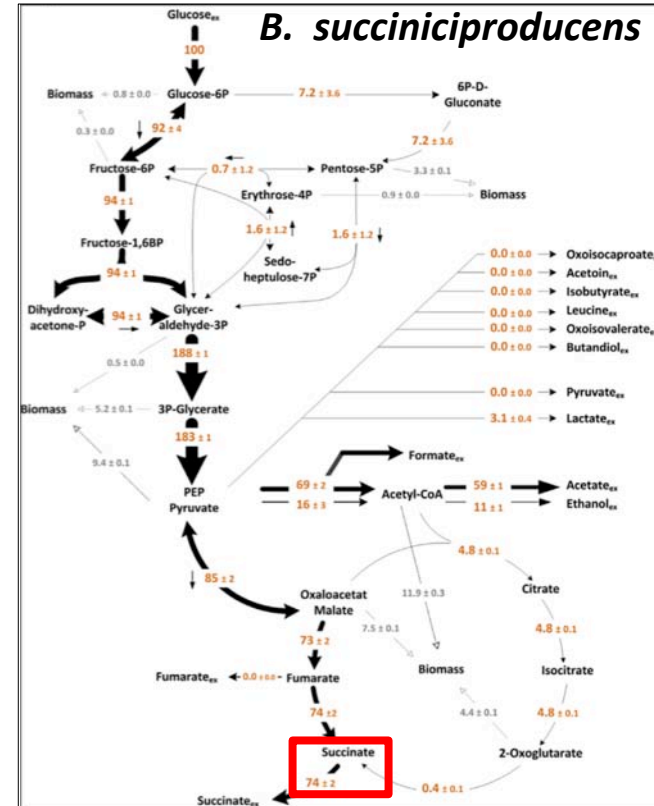 B. succiniciproducens
Glucose_ex
100
Biomass
0.8 ± 0.0
Glucose-6P
7.2 ± 3.6
6P-D-
Gluconate
0.3 ± 0.0
92 ± 4
7.2 ± 3.6
Fructose-6P
0.7 ± 1.2
Pentose-5P
3.3 ± 0.1
Erythrose-4P
0.9 ± 0.0
Biomass
94 ± 1
1.6 ± 1.2
1.6 ± 1.2
Fructose-1,6BP
Sedo-
heptulose-7P
94 ± 1
Dihydroxy-
acetone-P
94 ± 1
Glycer-
aldehyde-3P
0.0 ± 0.0
Oxoisocaproate_ex
0.0 ± 0.0
Acetoin_ex
0.0 ± 0.0
Isobutyrate_ex
0.0 ± 0.0
Leucine_ex
0.0 ± 0.0
Oxoisovalerate_ex
0.0 ± 0.0
Butandiol_ex
188 ± 1
0.5 ± 0.0
0.0 ± 0.0
Pyruvate_ex
Biomass
5.2 ± 0.1
3P-Glycerate
3.1 ± 0.4
Lactate_ex
183 ± 1
9.4 ± 0.1
Formate_ex
PEP
Pyruvate
69 ± 2
16 ± 3
Acetyl-CoA
59 ± 1
Acetate_ex
11 ± 1
Ethanol_ex
4.8 ± 0.1
85 ± 2
Oxaloacetat
Malate
11.9 ± 0.3
Citrate
7.5 ± 0.1
4.8 ± 0.1
73 ± 2
Fumarate_ex
0.0 ± 0.0
Fumarate
Biomass
Isocitrate
4.4 ± 0.1
4.8 ± 0.1
74 ±2
Succinate
2-Oxoglutarate
74 ± 2
0.4 ± 0.1
Succinate_ex